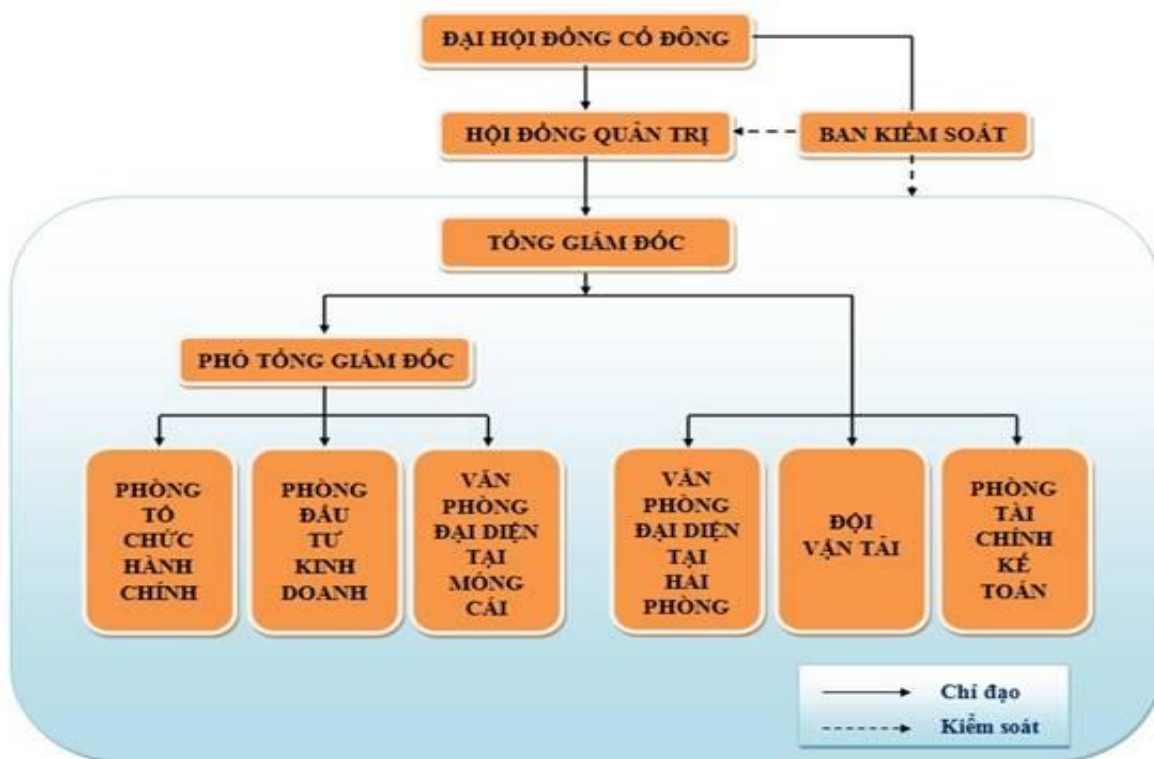 ĐẠI HỘI ĐỒNG CỔ ĐÔNG
HỘI ĐỒNG QUẢN TRỊ
BAN KIỂM SOÁT
TỔNG GIÁM ĐỐC
PHÓ TỔNG GIÁM ĐỐC
PHÒNG
TỔ
CHỨC
HÀNH
CHÍNH
PHÒNG
ĐẦU
TƯ
KINH
DOANH
VĂN
PHÒNG
ĐẠI DIỆN
TẠI
MÓNG
CÁI
VĂN
PHÒNG
ĐẠI DIỆN
TẠI
HẢI
PHÒNG
ĐỘI
VẬN TẢI
PHÒNG
TÀI
CHÍNH
KẾ
TOÁN
Chỉ đạo
Kiểm soát